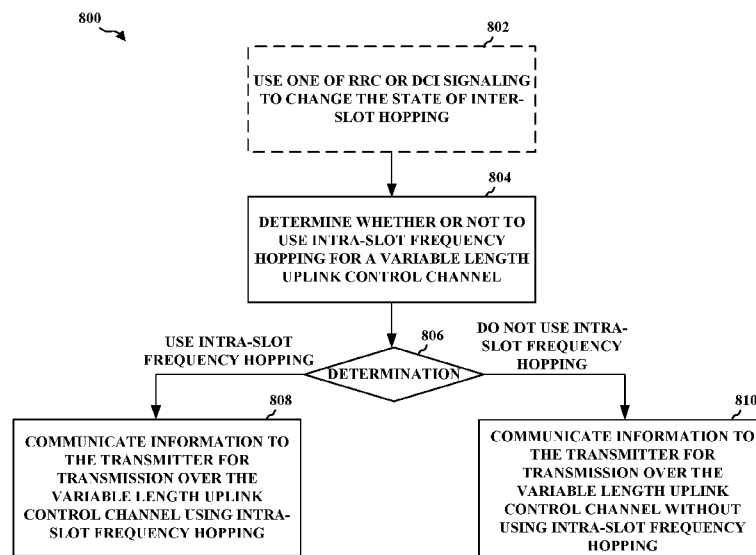 800
802
USE ONE OF RRC OR DCI SIGNALING
TO CHANGE THE STATE OF INTER-
SLOT HOPPING
804
DETERMINE WHETHER OR NOT TO
USE INTRA-SLOT FREQUENCY
HOPPING FOR A VARIABLE LENGTH
UPLINK CONTROL CHANNEL
USE INTRA-SLOT
FREQUENCY HOPPING
806
DETERMINATION
DO NOT USE INTRA-
SLOT FREQUENCY
HOPPING
808
COMMUNICATE INFORMATION TO
THE TRANSMITTER FOR
TRANSMISSION OVER THE
VARIABLE LENGTH UPLINK
CONTROL CHANNEL USING INTRA-
SLOT FREQUENCY HOPPING
810
COMMUNICATE INFORMATION TO
THE TRANSMITTER FOR
TRANSMISSION OVER THE
VARIABLE LENGTH UPLINK
CONTROL CHANNEL WITHOUT
USING INTRA-SLOT FREQUENCY
HOPPING